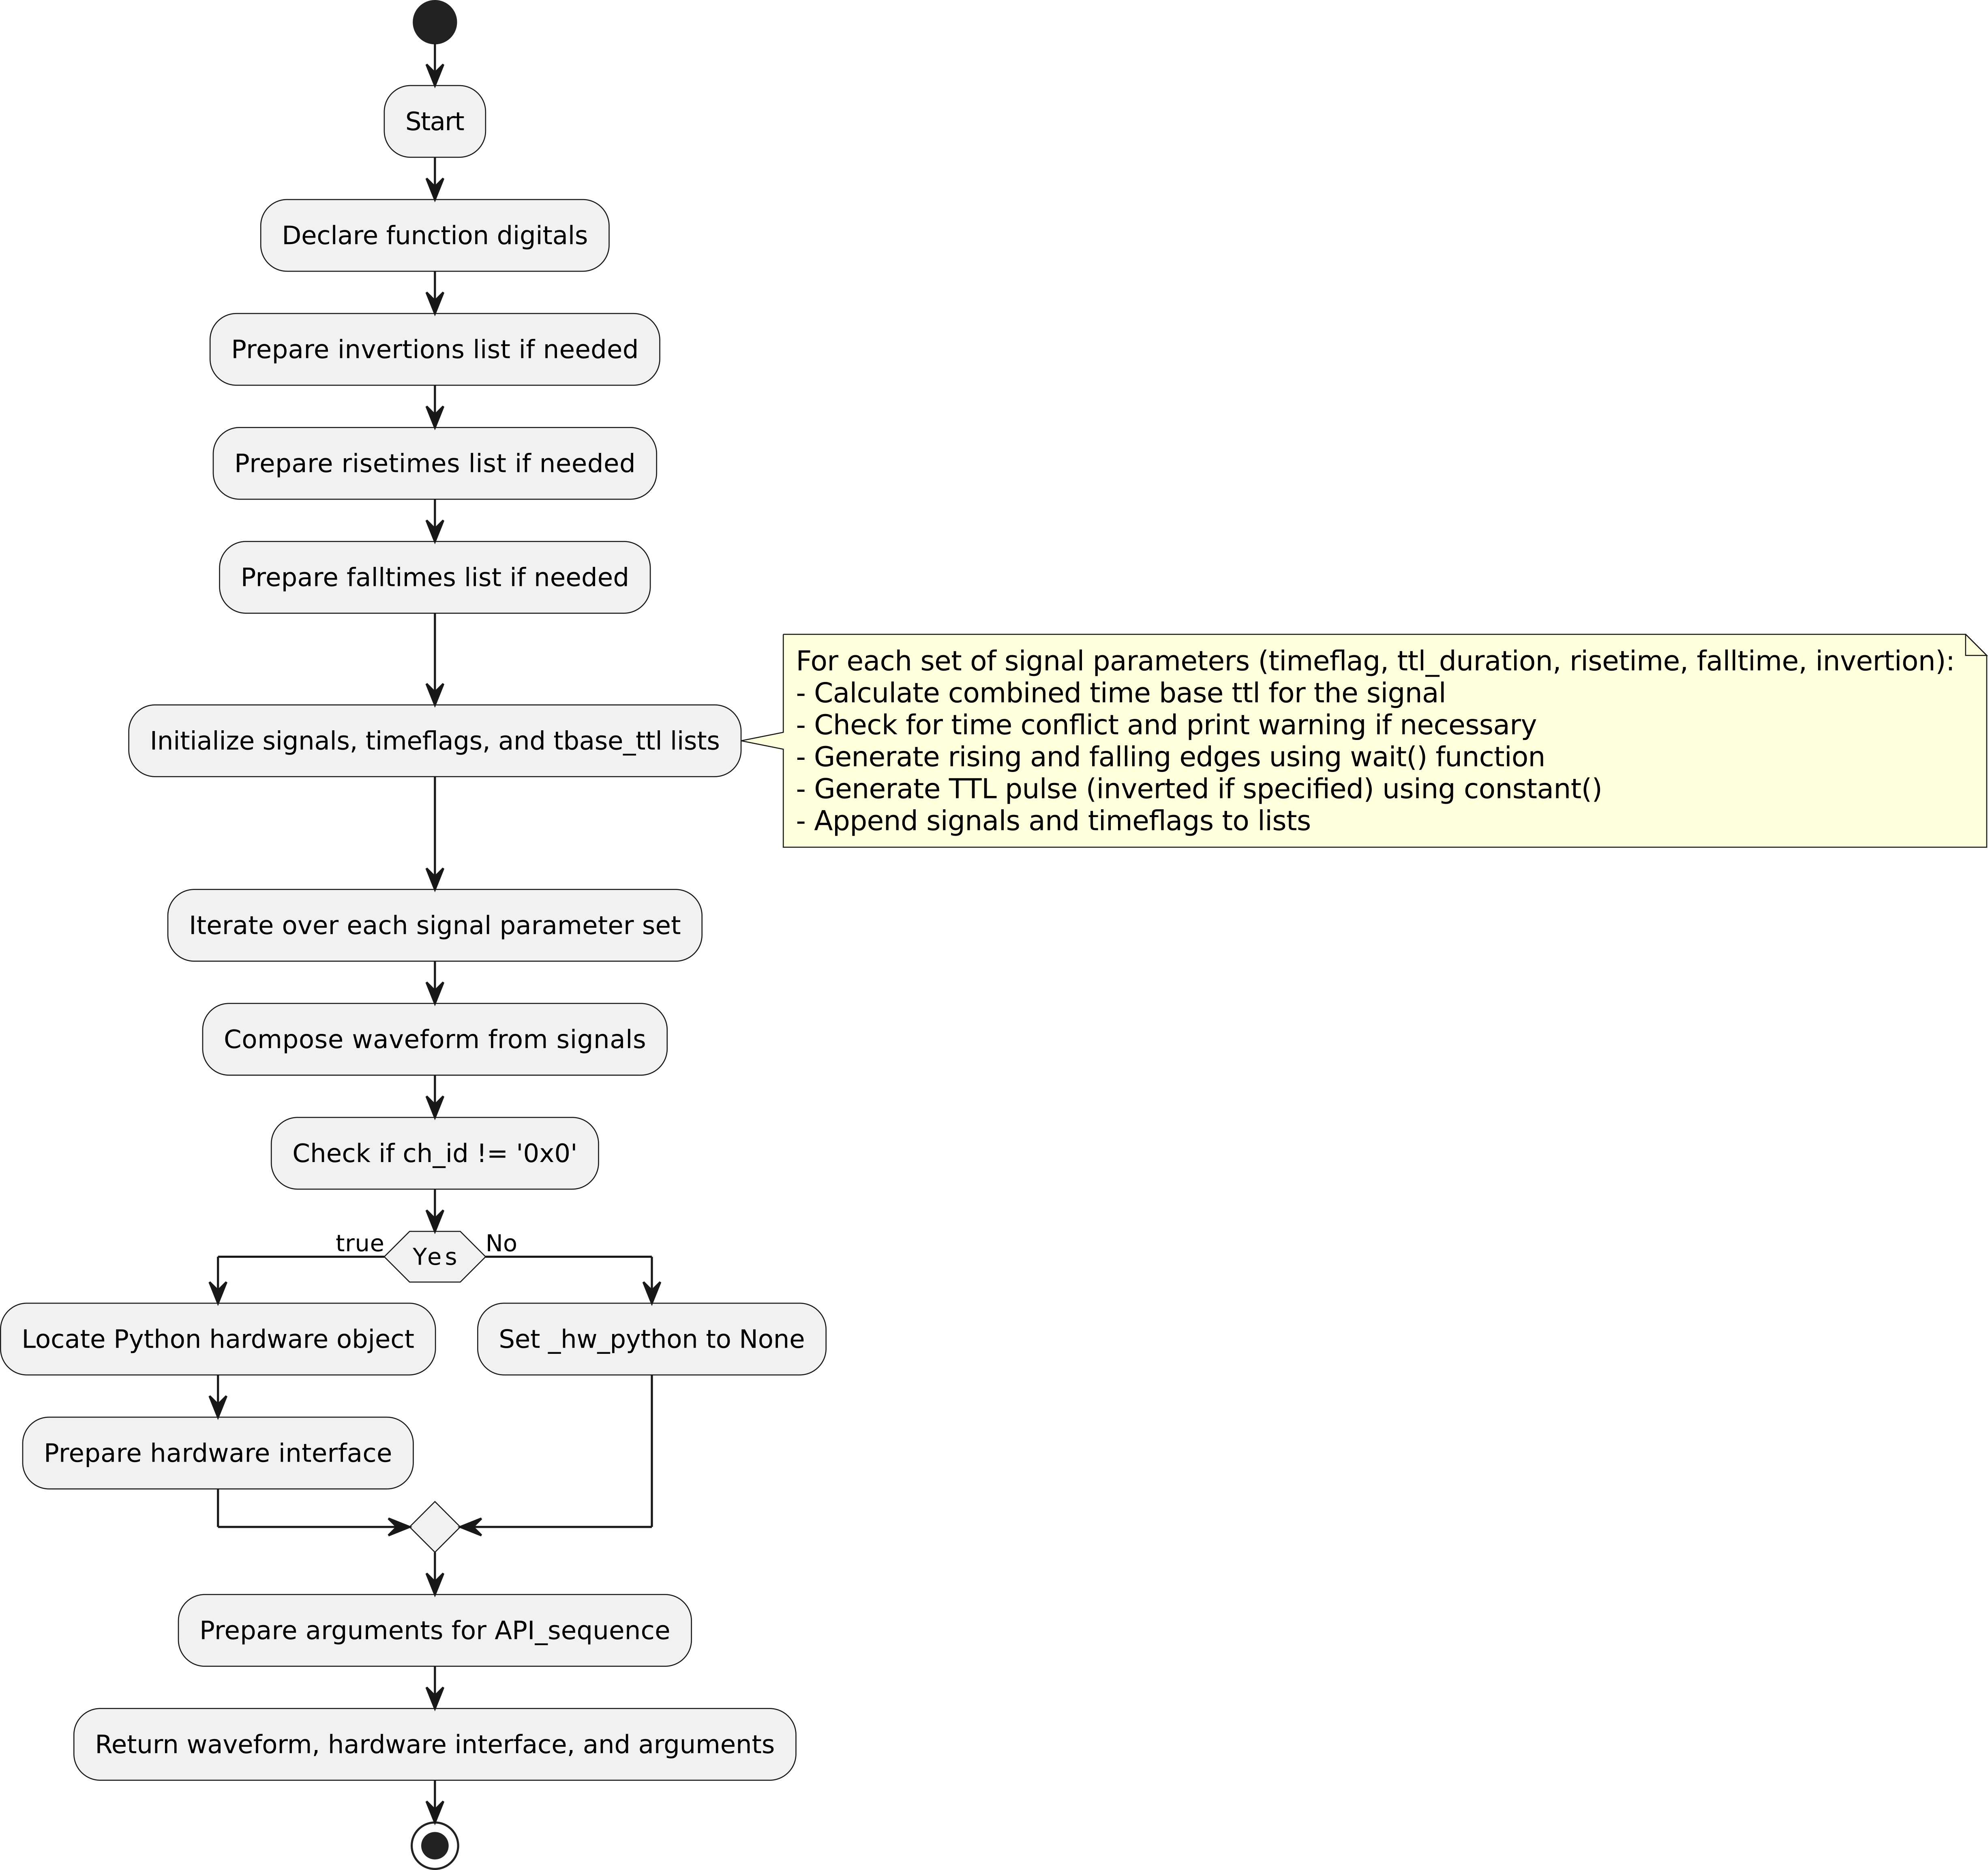 Start
Declare function digitals
Prepare invertions list if needed
Prepare risetimes list if needed
Prepare falltimes list if needed
Initialize signals, timeflags, and tbase_ttl lists
For each set of signal parameters (timeflag, ttl_duration, risetime, falltime, invertion):
- Calculate combined time base ttl for the signal
- Check for time conflict and print warning if necessary
- Generate rising and falling edges using wait() function
- Generate TTL pulse (inverted if specified) using constant()
- Append signals and timeflags to lists
Iterate over each signal parameter set
Compose waveform from signals
Check if ch_id != '0x0'
true
Yes
No
Locate Python hardware object
Set _hw_python to None
Prepare hardware interface
Prepare arguments for API_sequence
Return waveform, hardware interface, and arguments